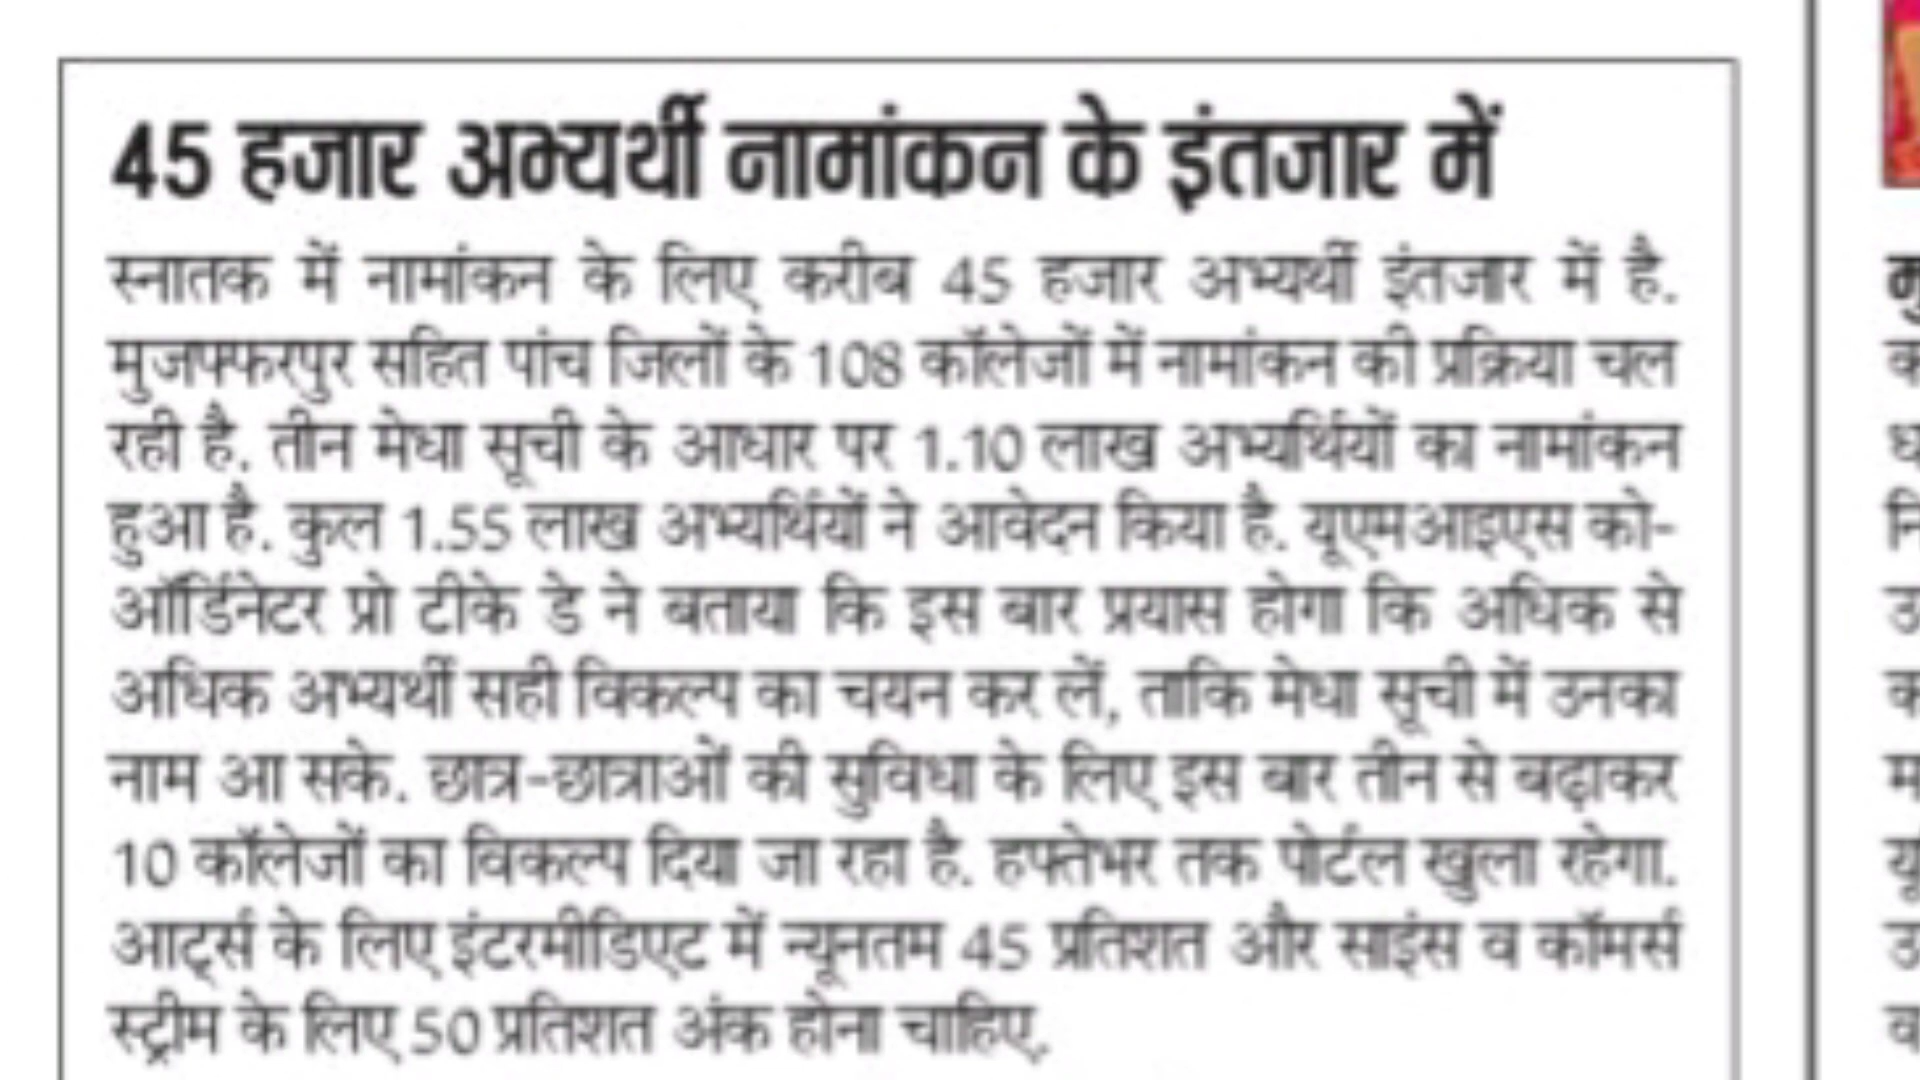 45 हजार अभ्यर्थी नामांकन के इंतजार में
स्नातक में नामांकन के लिए करीब 45 हजार अभ्यर्थी इंतजार में है.
मुजफ्फरपुर सहित पांच जिलों के 108 कॉलेजों में नामांकन की प्रक्रिया चल
रही है. तीन मेधा सूची के आधार पर 1.10 लाख अभ्यर्थियों का नामांकन
हुआ है. कुल 1.55 लाख अभ्यर्थियों ने आवेदन किया है. यूएमआइएस को-
ऑर्डिनेटर प्रो टीके डे ने बताया कि इस बार प्रयास होगा कि अधिक से
अधिक अभ्यर्थी सही विकल्प का चयन कर लें, ताकि मेधा सूची में उनका
नाम आ सके. छात्र-छात्राओं की सुविधा के लिए इस बार तीन से बढ़ाकर
10 कॉलेजों का विकल्प दिया जा रहा है. हफ्तेभर तक पोर्टल खुला रहेगा.
आर्ट्स के लिए इंटरमीडिएट में न्यूनतम 45 प्रतिशत और साइंस व कॉमर्स
स्ट्रीम के लिए 50 प्रतिशत अंक होना चाहिए.